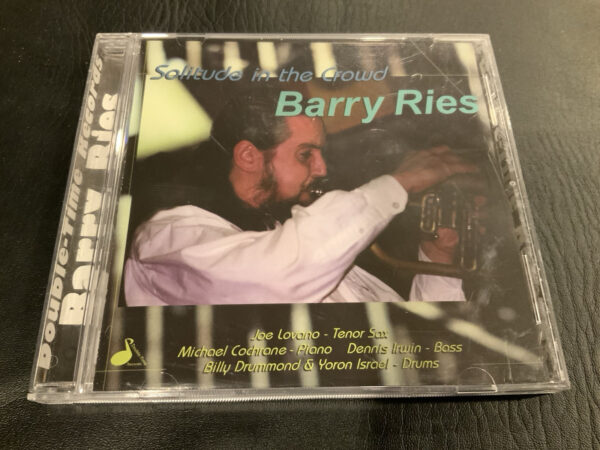 Solitude in the Crowd
Barry Ries
Joe Lovano - Tenor Sax
Michael Cochrane - Piano Dennis Irwin - Bass
Billy Drummond & Yoron Israel - Drums
Double-Time Records
Barry Ries